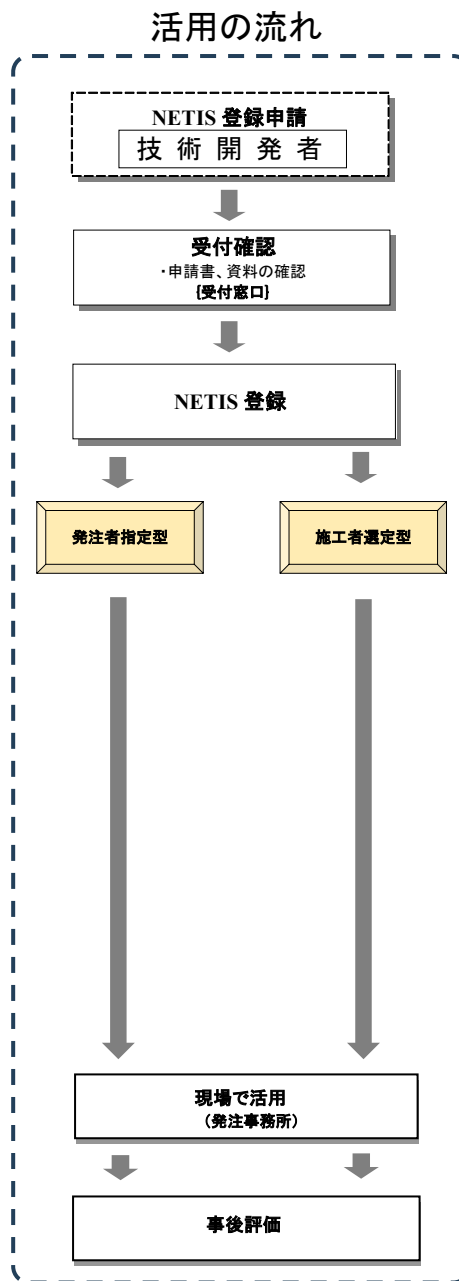 活用の流れ
NETIS 登録申請
技 術 開 発 者
受付確認
・申請書、資料の確認
{受付窓口}
NETIS 登録
発注者指定型
施工者選定型
現場で活用
（発注事務所）
事後評価